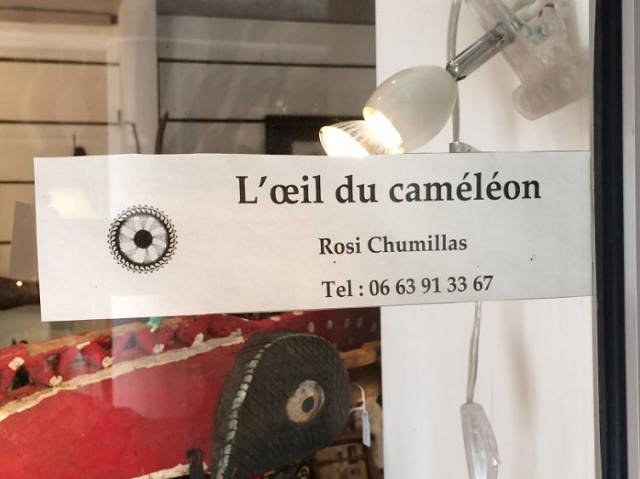 L'œil du caméléon
Rosi Chumillas
Tel : 06 63 91 33 67